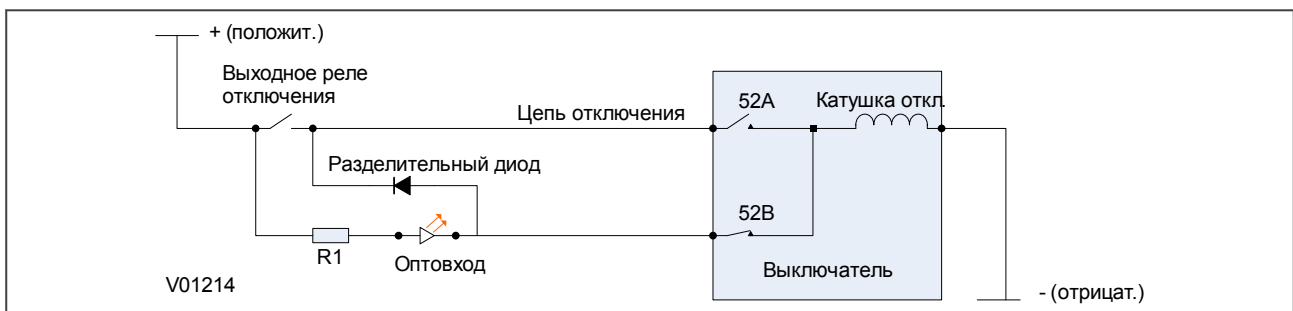 + (положит.)
Выходное реле
отключения
Цепь отключения
52A
Катушка откл.
Разделительный диод
52B
R1
Оптовход
Выключатель
V01214
- (отрицат.)